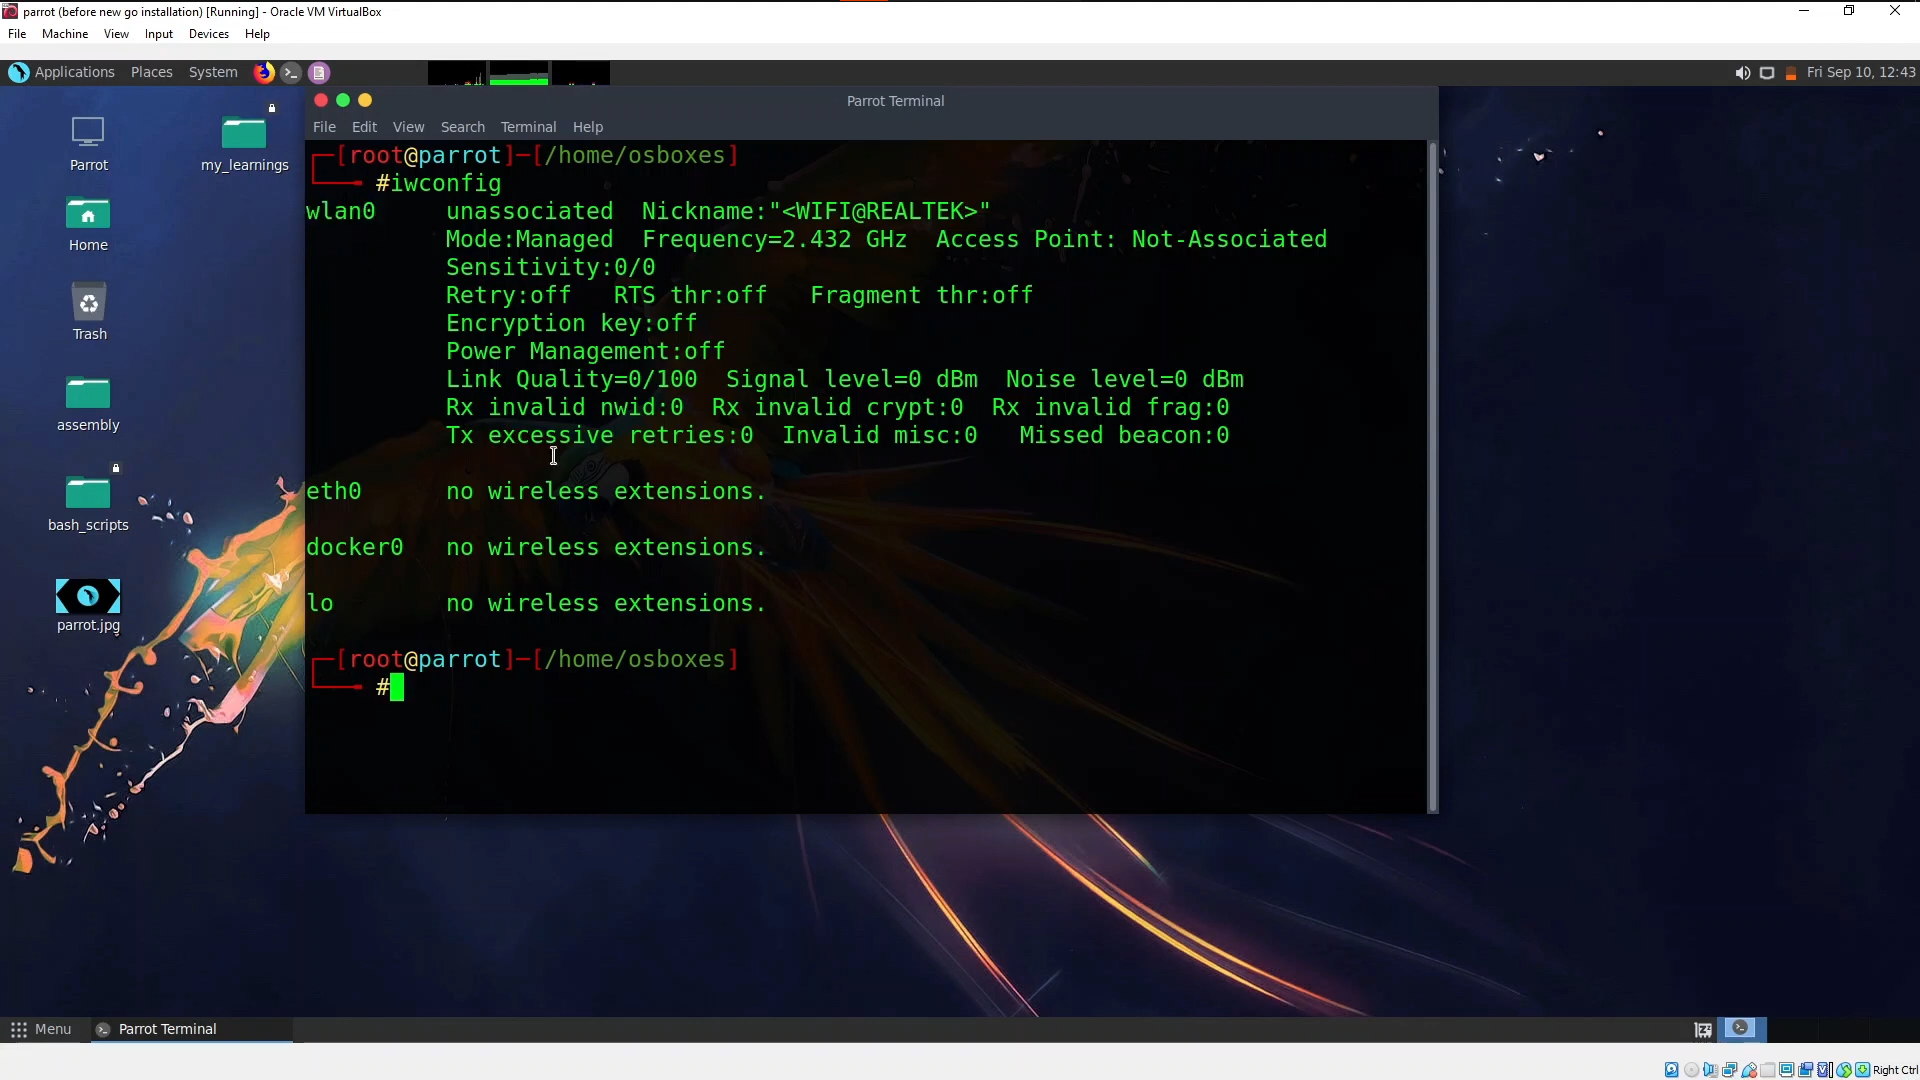 parrot (before new go installation) [Running] - Oracle VM VirtualBox
File Machine View Input Devices Help
Applications Places System
Fri Sep 10, 12:43
Parrot Terminal
File Edit View Search Terminal Help
┌─[root@parrot]─[/home/osboxes]
└──╼ #iwconfig
wlan0     unassociated  Nickname:"<WIFI@REALTEK>"
          Mode:Managed  Frequency=2.432 GHz  Access Point: Not-Associated
          Sensitivity:0/0
          Retry:off   RTS thr:off   Fragment thr:off
          Encryption key:off
          Power Management:off
          Link Quality=0/100  Signal level=0 dBm  Noise level=0 dBm
          Rx invalid nwid:0  Rx invalid crypt:0  Rx invalid frag:0
          Tx excessive retries:0  Invalid misc:0   Missed beacon:0
eth0      no wireless extensions.
docker0   no wireless extensions.
lo        no wireless extensions.
┌─[root@parrot]─[/home/osboxes]
└──╼ #
Parrot
my_learnings
Home
Trash
assembly
bash_scripts
parrot.jpg
Menu
Parrot Terminal
Right Ctrl